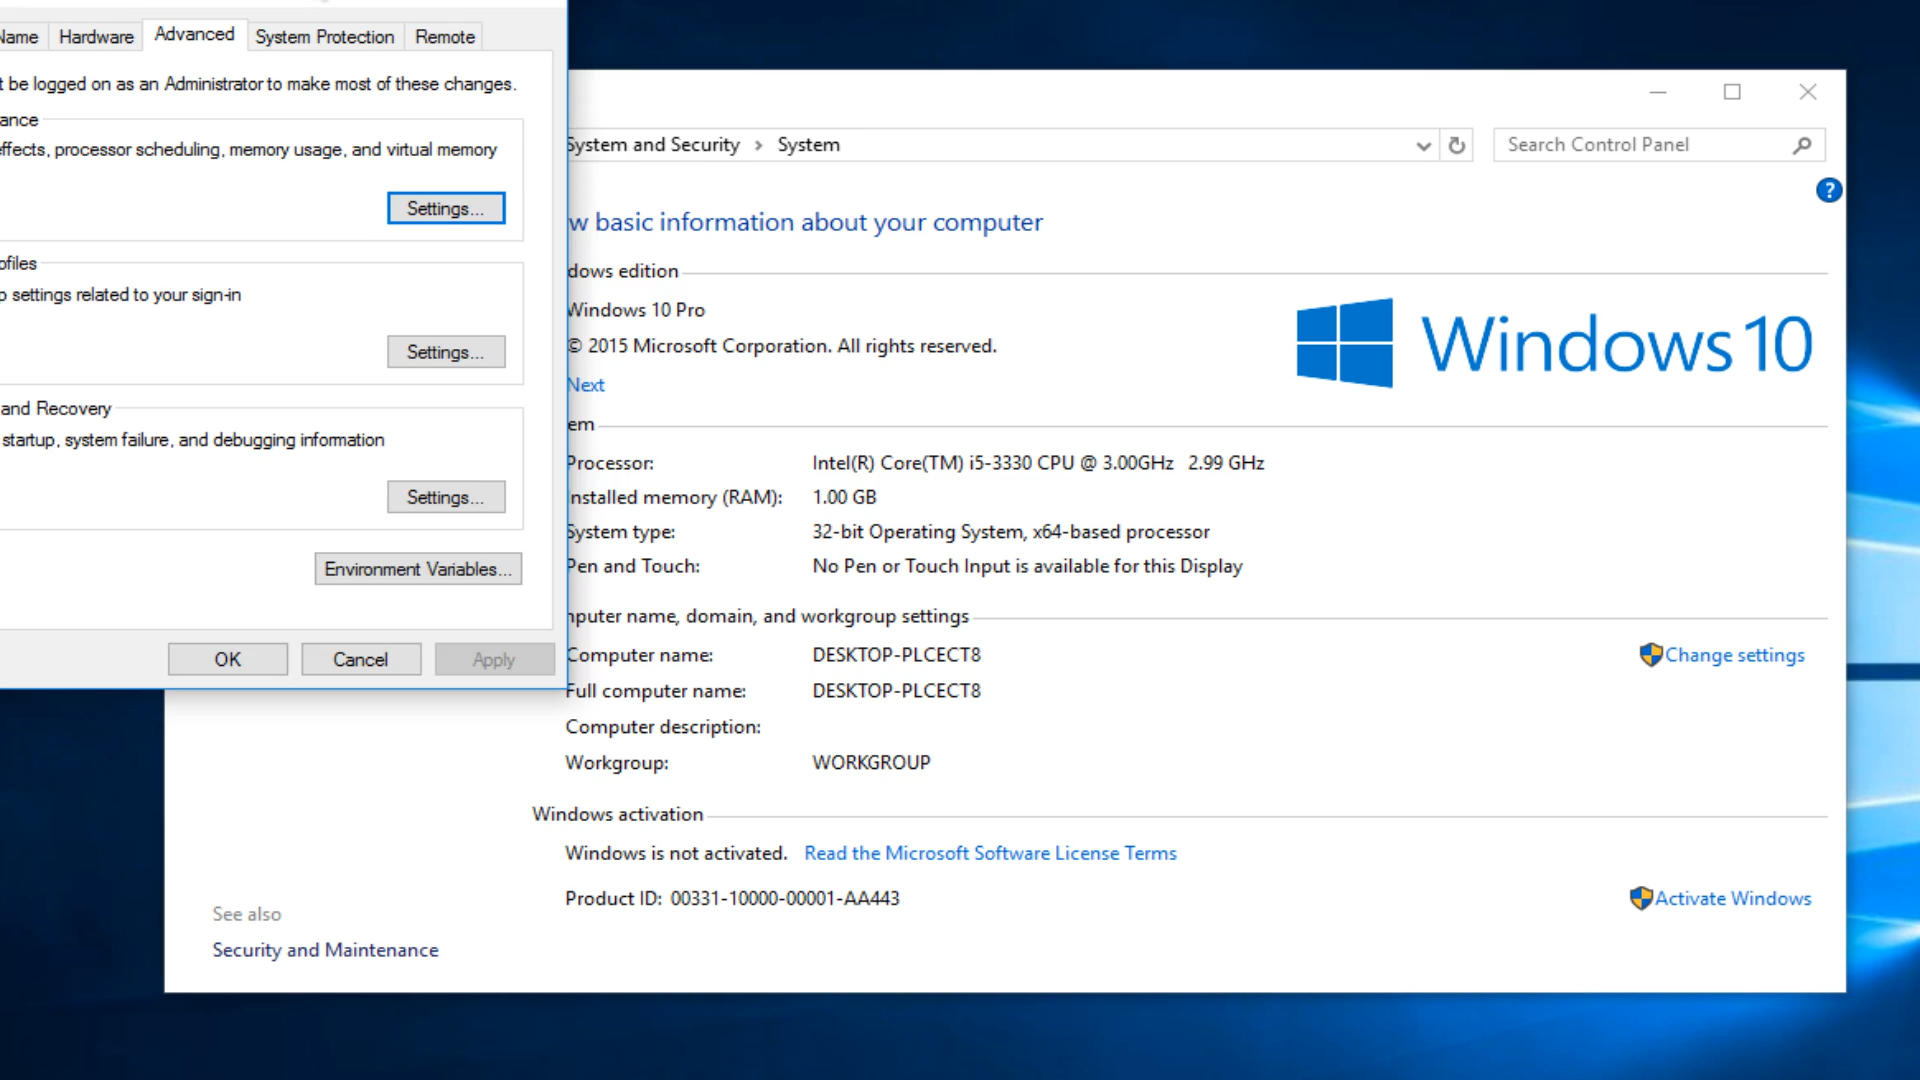 Hardware
Advanced
System Protection
Remote
be logged on as an Administrator to make most of these changes.
processor scheduling, memory usage, and virtual memory
Settings...
settings related to your sign-in
Settings...
and Recovery
startup, system failure, and debugging information
Settings...
Environment Variables...
OK
Cancel
Apply
System and Security > System
Search Control Panel
?
w basic information about your computer
dows edition
Windows 10 Pro
© 2015 Microsoft Corporation. All rights reserved.
Next
Windows 10
em
Processor: Intel(R) Core(TM) i5-3330 CPU @ 3.00GHz 2.99 GHz
nstalled memory (RAM): 1.00 GB
System type: 32-bit Operating System, x64-based processor
Pen and Touch: No Pen or Touch Input is available for this Display
mputer name, domain, and workgroup settings
Computer name: DESKTOP-PLCECT8
Change settings
Full computer name: DESKTOP-PLCECT8
Computer description:
Workgroup: WORKGROUP
Windows activation
Windows is not activated. Read the Microsoft Software License Terms
Product ID: 00331-10000-00001-AA443
Activate Windows
See also
Security and Maintenance